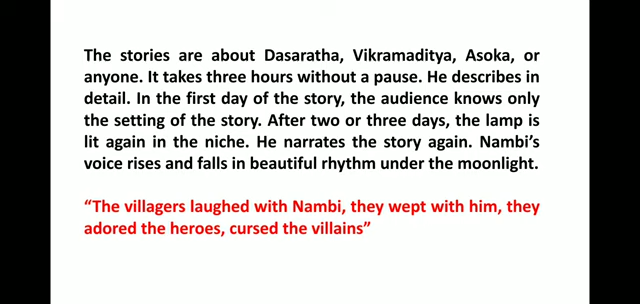 The stories are about Dasaratha, Vikramaditya, Asoka, or
anyone. It takes three hours without a pause. He describes in
detail. In the first day of the story, the audience knows only
the setting of the story. After two or three days, the lamp is
lit again in the niche. He narrates the story again. Nambi's
voice rises and falls in beautiful rhythm under the moonlight.
“The villagers laughed with Nambi, they wept with him, they
adored the heroes, cursed the villains”